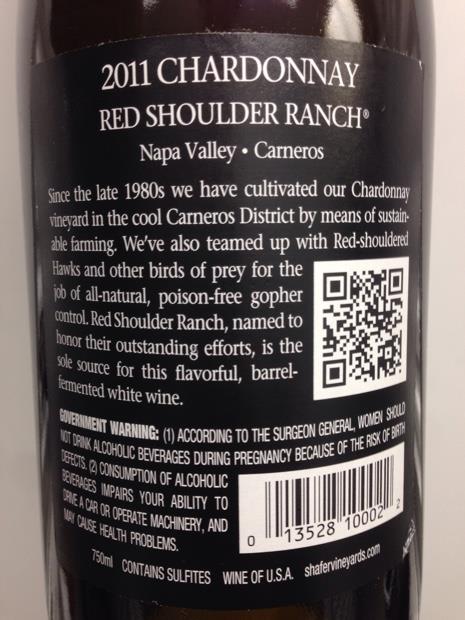 2011 CHARDONNAY
RED SHOULDER RANCH®
Napa Valley • Carneros
Since the late 1980s we have cultivated our Chardonnay
vineyard in the cool Carneros District by means of sustain-
able farming. We've also teamed up with Red-shouldered
Hawks and other birds of prey for the
job of all-natural, poison-free gopher
control. Red Shoulder Ranch, named to
honor their outstanding efforts, is the
sole source for this flavorful, barrel-
fermented white wine.
GOVERNMENT WARNING: (1) ACCORDING TO THE SURGEON GENERAL, WOMEN SHOULD
NOT DRINK ALCOHOLIC BEVERAGES DURING PREGNANCY BECAUSE OF THE RISK OF BIRTH
DEFECTS. (2) CONSUMPTION OF ALCOHOLIC
BEVERAGES IMPAIRS YOUR ABILITY TO
DRIVE A CAR OR OPERATE MACHINERY, AND
MAY CAUSE HEALTH PROBLEMS.
0 13528 10002 2
750ml CONTAINS SULFITES WINE OF U.S.A. shafervineyards.com